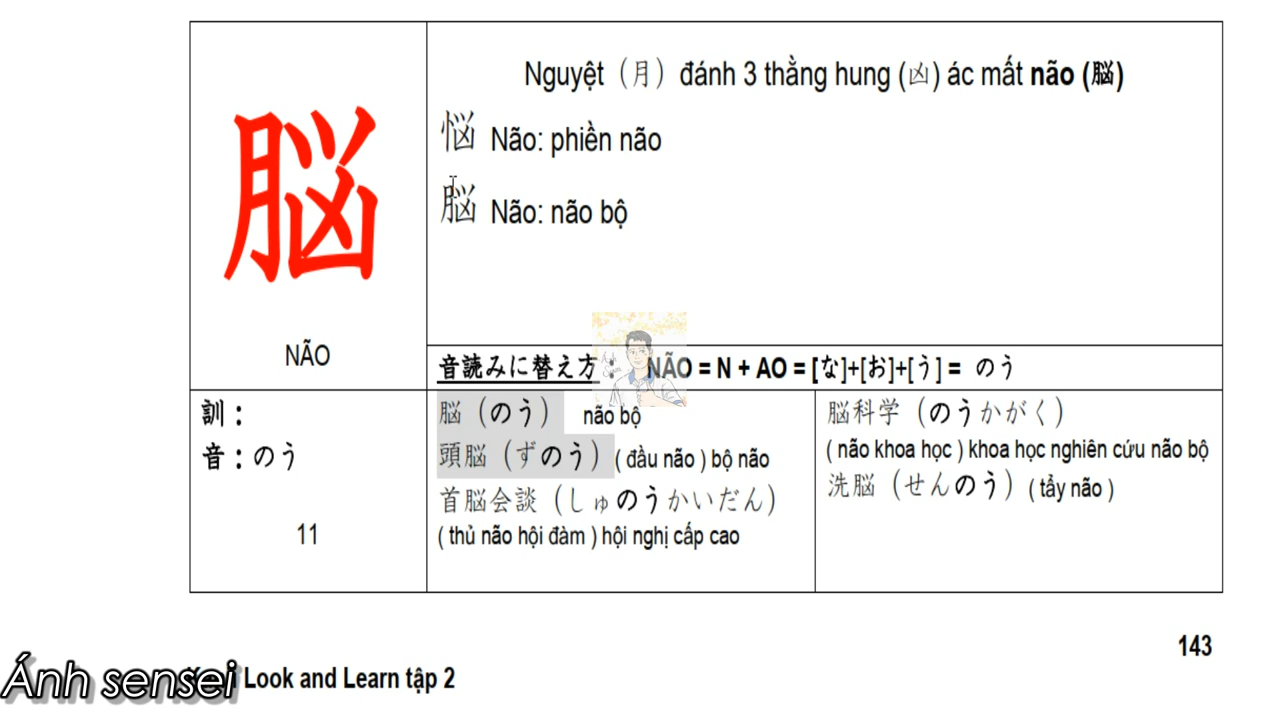 脳
NÃO
Nguyệt（月）đánh 3 thằng hung (凶) ác mất não (脳)
悩 Não: phiền não
脳 Não: não bộ
音読みに替え方： NÃO = N + AO = [な]+[お]+[う] = のう
訓：
音：のう
11
脳（のう） não bộ
頭脳（ずのう）( đầu não ) bộ não
首脳会談（しゅのうかいだん）
( thủ não hội đàm ) hội nghị cấp cao
脳科学（のうかがく）
( não khoa học ) khoa học nghiên cứu não bộ
洗脳（せんのう）( tẩy não )
143
Look and Learn tập 2
Ánh sensei